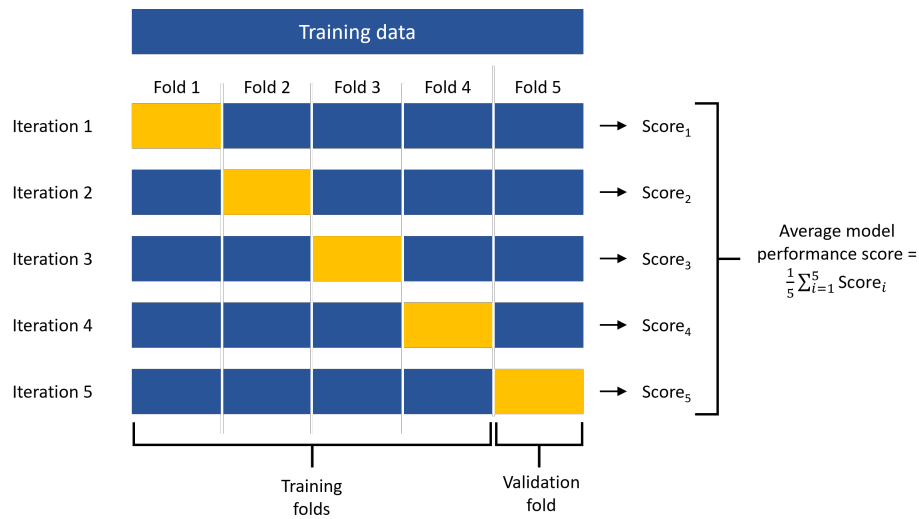 Training data
Fold 1 Fold 2 Fold 3 Fold 4 Fold 5
Iteration 1 → Score₁
Iteration 2 → Score₂
Iteration 3 → Score₃
Iteration 4 → Score₄
Iteration 5 → Score₅
Average model
performance score =
1/5 ∑⁵ᵢ₌₁ Scoreᵢ
Training
folds
Validation
fold